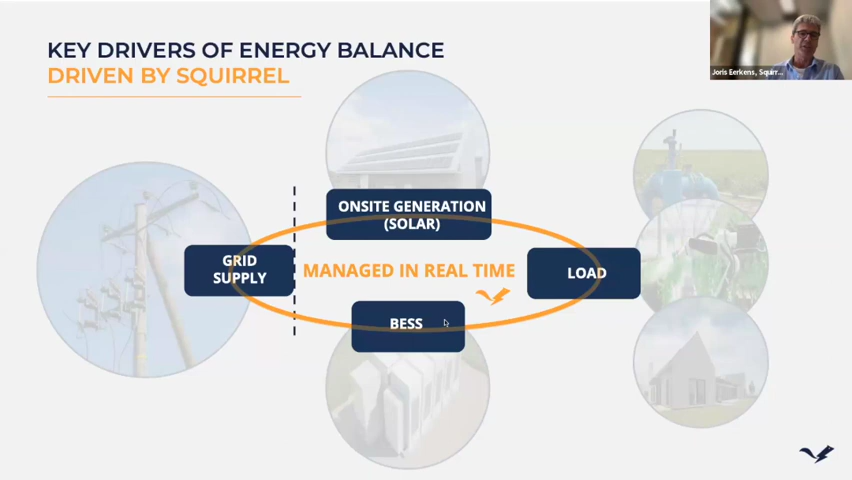 KEY DRIVERS OF ENERGY BALANCE
DRIVEN BY SQUIRREL
Joris Eerkens, Squirr...
ONSITE GENERATION
(SOLAR)
GRID
SUPPLY
MANAGED IN REAL TIME
LOAD
BESS